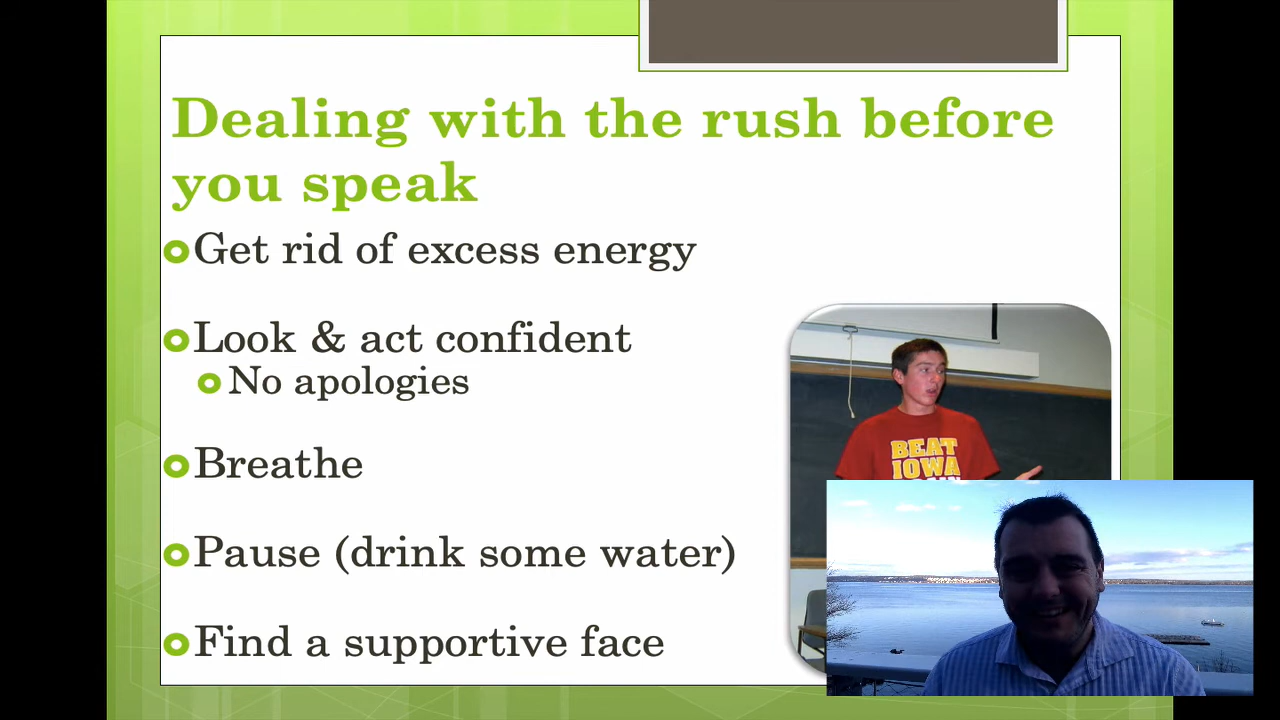 Dealing with the rush before
you speak
Get rid of excess energy
Look & act confident
No apologies
Breathe
Pause (drink some water)
Find a supportive face
BEAT
IOWA